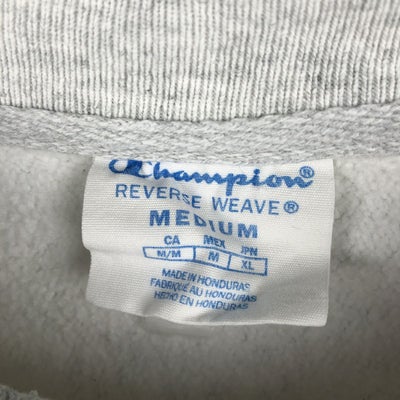 Champion®
REVERSE WEAVE®
MEDIUM
CA MEX JPN
M/M M XL
MADE IN HONDURAS
FABRIQUÉ AU HONDURAS
HECHO EN HONDURAS